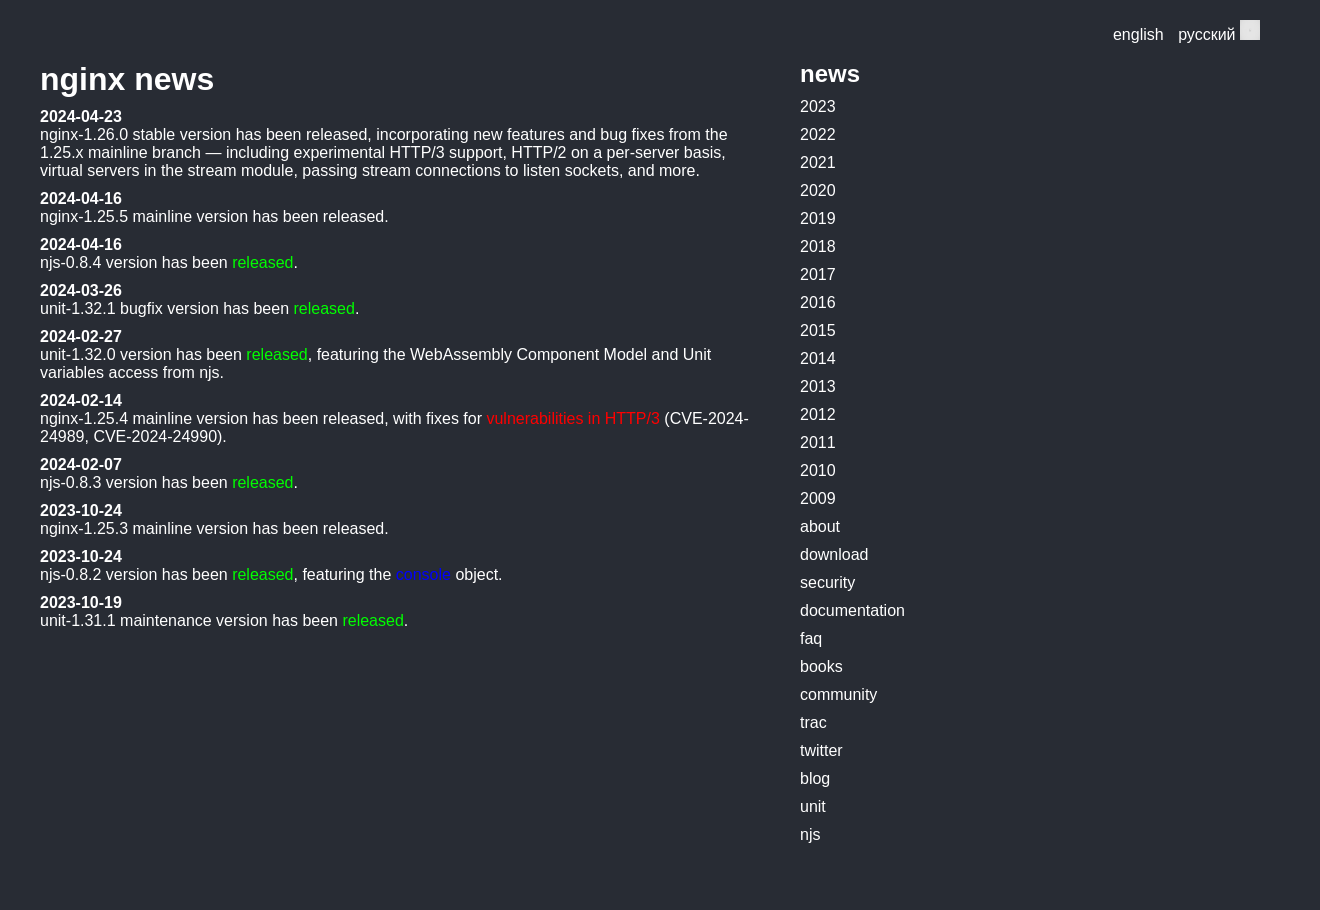 english русский
nginx news
2024-04-23
nginx-1.26.0 stable version has been released, incorporating new features and bug fixes from the
1.25.x mainline branch — including experimental HTTP/3 support, HTTP/2 on a per-server basis,
virtual servers in the stream module, passing stream connections to listen sockets, and more.
2024-04-16
nginx-1.25.5 mainline version has been released.
2024-04-16
njs-0.8.4 version has been released.
2024-03-26
unit-1.32.1 bugfix version has been released.
2024-02-27
unit-1.32.0 version has been released, featuring the WebAssembly Component Model and Unit
variables access from njs.
2024-02-14
nginx-1.25.4 mainline version has been released, with fixes for vulnerabilities in HTTP/3 (CVE-2024-
24989, CVE-2024-24990).
2024-02-07
njs-0.8.3 version has been released.
2023-10-24
nginx-1.25.3 mainline version has been released.
2023-10-24
njs-0.8.2 version has been released, featuring the console object.
2023-10-19
unit-1.31.1 maintenance version has been released.
news
2023
2022
2021
2020
2019
2018
2017
2016
2015
2014
2013
2012
2011
2010
2009
about
download
security
documentation
faq
books
community
trac
twitter
blog
unit
njs